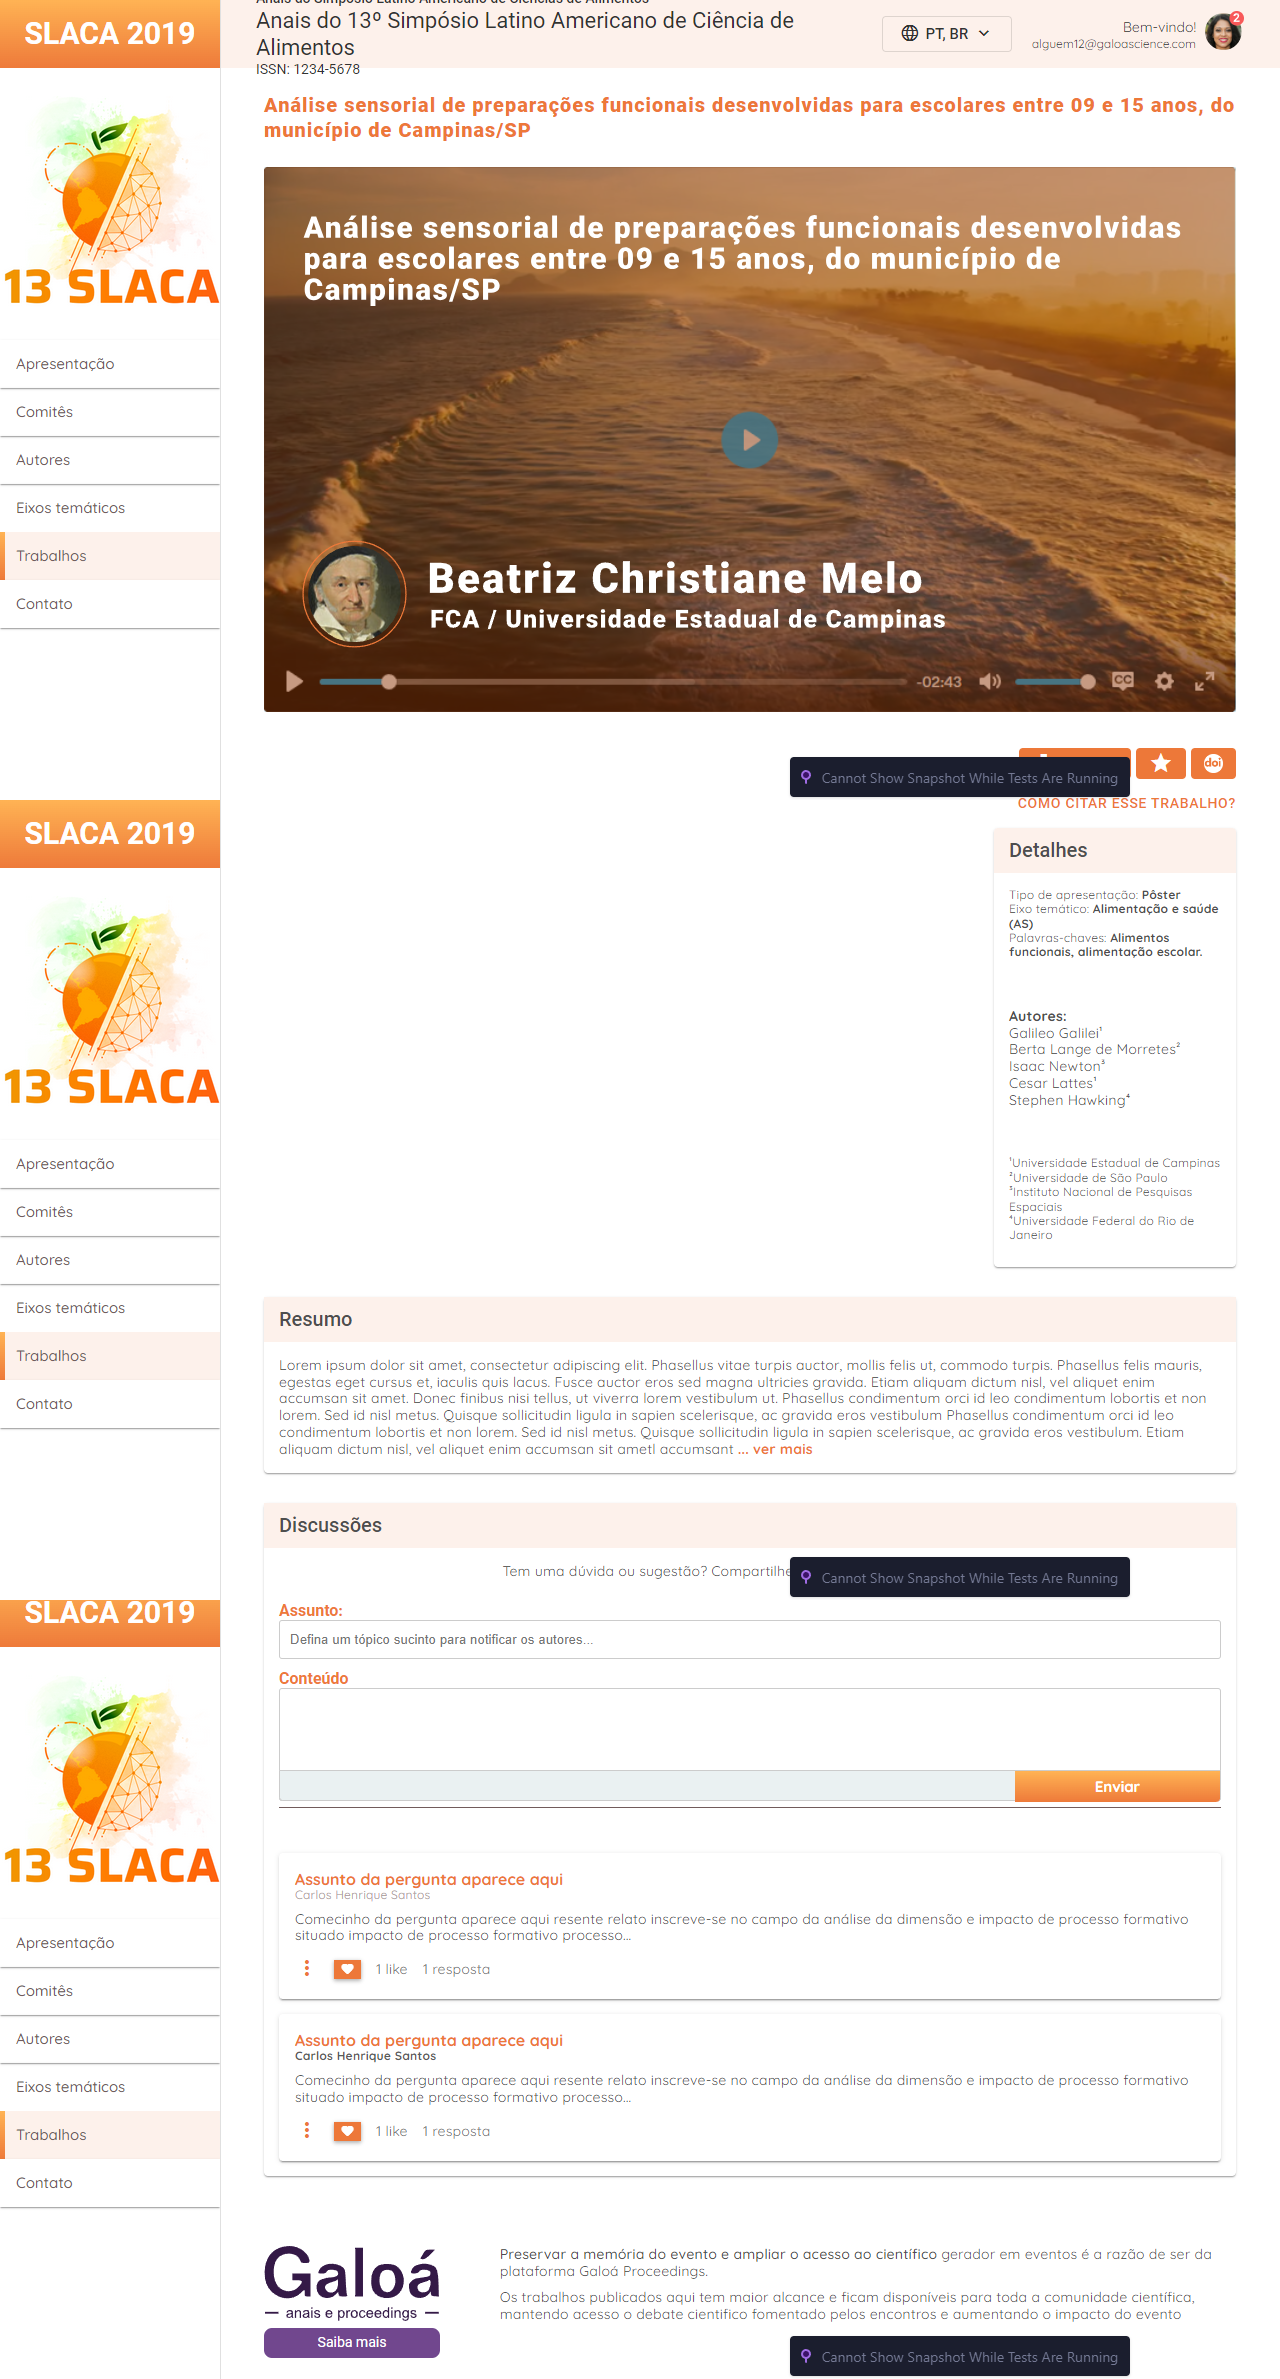 SLACA 2019
Anais do Simpósio Latino Americano de Ciências de Alimentos
Anais do 13º Simpósio Latino Americano de Ciência de
Alimentos
ISSN: 1234-5678
PT, BR
Bem-vindo!
alguem12@galoascience.com
2
13 SLACA
Apresentação
Comitês
Autores
Eixos temáticos
Trabalhos
Contato
Análise sensorial de preparações funcionais desenvolvidas para escolares entre 09 e 15 anos, do
município de Campinas/SP
Análise sensorial de preparações funcionais desenvolvidas
para escolares entre 09 e 15 anos, do município de
Campinas/SP
Beatriz Christiane Melo
FCA / Universidade Estadual de Campinas
-02:43
CC
doi
Cannot Show Snapshot While Tests Are Running
COMO CITAR ESSE TRABALHO?
SLACA 2019
13 SLACA
Apresentação
Comitês
Autores
Eixos temáticos
Trabalhos
Contato
Detalhes
Tipo de apresentação: Pôster
Eixo temático: Alimentação e saúde
(AS)
Palavras-chaves: Alimentos
funcionais, alimentação escolar.
Autores:
Galileo Galilei¹
Berta Lange de Morretes²
Isaac Newton³
Cesar Lattes¹
Stephen Hawking⁴
¹Universidade Estadual de Campinas
²Universidade de São Paulo
³Instituto Nacional de Pesquisas
Espaciais
⁴Universidade Federal do Rio de
Janeiro
Resumo
Lorem ipsum dolor sit amet, consectetur adipiscing elit. Phasellus vitae turpis auctor, mollis felis ut, commodo turpis. Phasellus felis mauris,
egestas eget cursus et, iaculis quis lacus. Fusce auctor eros sed magna ultricies gravida. Etiam aliquam dictum nisl, vel aliquet enim
accumsan sit amet. Donec finibus nisi tellus, ut viverra lorem vestibulum ut. Phasellus condimentum orci id leo condimentum lobortis et non
lorem. Sed id nisl metus. Quisque sollicitudin ligula in sapien scelerisque, ac gravida eros vestibulum Phasellus condimentum orci id leo
condimentum lobortis et non lorem. Sed id nisl metus. Quisque sollicitudin ligula in sapien scelerisque, ac gravida eros vestibulum. Etiam
aliquam dictum nisl, vel aliquet enim accumsan sit ametl accumsant ... ver mais
Discussões
Tem uma dúvida ou sugestão? Compartilhe
Cannot Show Snapshot While Tests Are Running
Assunto:
Defina um tópico sucinto para notificar os autores...
Conteúdo
Enviar
SLACA 2019
13 SLACA
Apresentação
Comitês
Autores
Eixos temáticos
Trabalhos
Contato
Assunto da pergunta aparece aqui
Carlos Henrique Santos
Comecinho da pergunta aparece aqui resente relato inscreve-se no campo da análise da dimensão e impacto de processo formativo
situado impacto de processo formativo processo...
1 like 1 resposta
Assunto da pergunta aparece aqui
Carlos Henrique Santos
Comecinho da pergunta aparece aqui resente relato inscreve-se no campo da análise da dimensão e impacto de processo formativo
situado impacto de processo formativo processo...
1 like 1 resposta
Galoá
anais e proceedings
Saiba mais
Preservar a memória do evento e ampliar o acesso ao científico gerador em eventos é a razão de ser da
plataforma Galoá Proceedings.
Os trabalhos publicados aqui tem maior alcance e ficam disponíveis para toda a comunidade científica,
mantendo acesso o debate cientifico fomentado pelos encontros e aumentando o impacto do evento
Cannot Show Snapshot While Tests Are Running